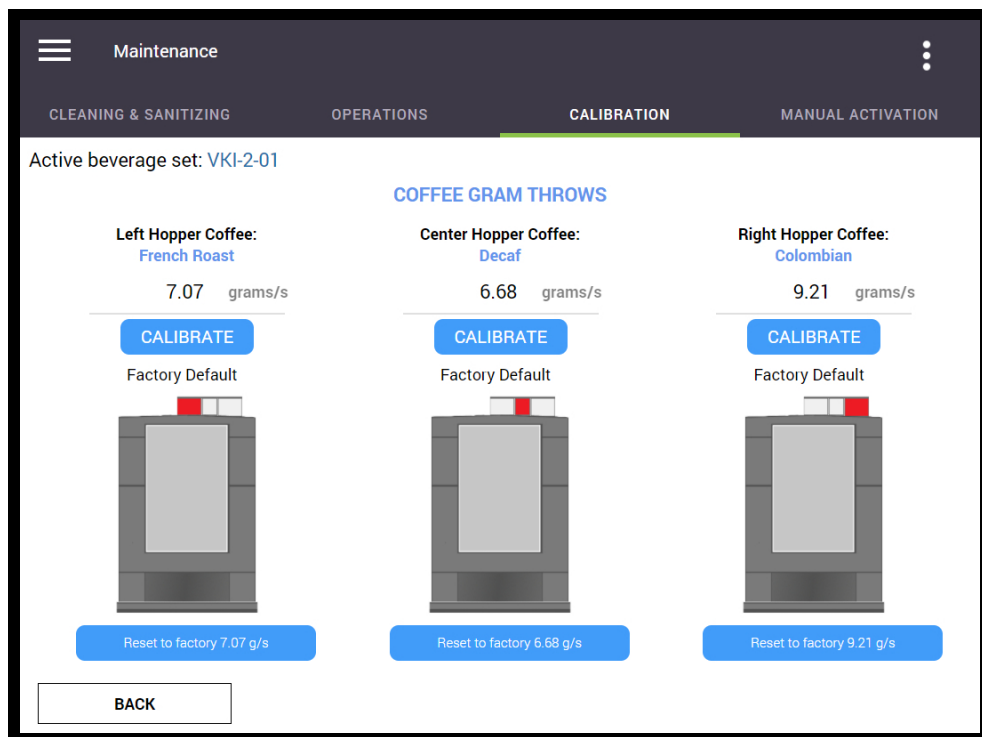 Maintenance
CLEANING & SANITIZING OPERATIONS CALIBRATION MANUAL ACTIVATION
Active beverage set: VKI-2-01
COFFEE GRAM THROWS
Left Hopper Coffee: Center Hopper Coffee: Right Hopper Coffee:
French Roast Decaf Colombian
7.07 grams/s 6.68 grams/s 9.21 grams/s
CALIBRATE CALIBRATE CALIBRATE
Factory Default Factory Default Factory Default
Reset to factory 7.07 g/s Reset to factory 6.68 g/s Reset to factory 9.21 g/s
BACK